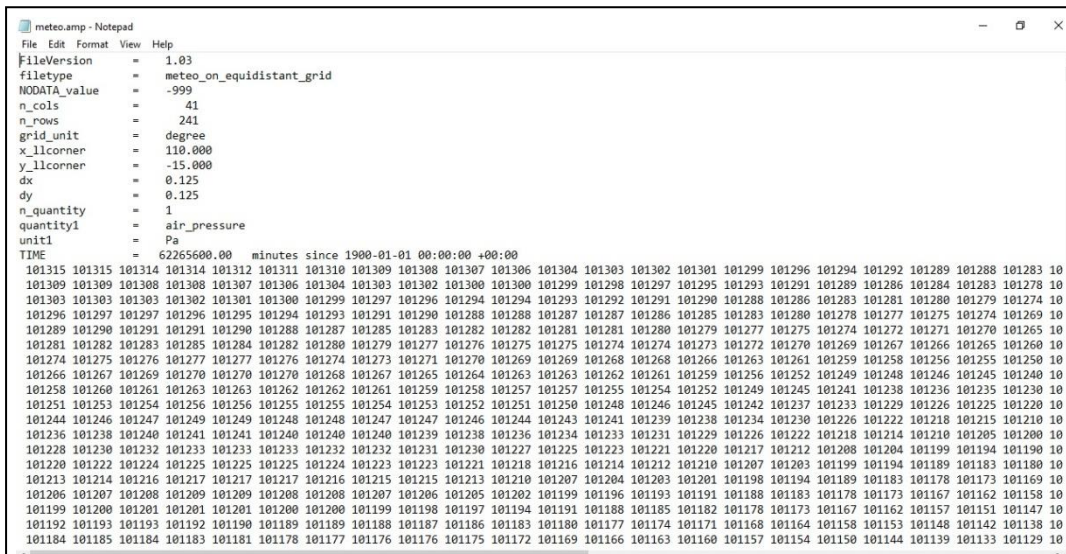 meteo.amp - Notepad
File Edit Format View Help
FileVersion = 1.03
filetype = meteo_on_equidistant_grid
NODATA_value = -999
n_cols = 41
n_rows = 241
grid_unit = degree
x_llcorner = 110.000
y_llcorner = -15.000
dx = 0.125
dy = 0.125
n_quantity = 1
quantity1 = air_pressure
unit1 = Pa
TIME = 62265600.00 minutes since 1900-01-01 00:00:00 +00:00
101315 101315 101314 101314 101312 101311 101310 101309 101308 101307 101306 101304 101303 101302 101301 101299 101296 101294 101292 101289 101288 101283 10
101309 101309 101308 101308 101307 101306 101304 101303 101302 101300 101300 101299 101298 101297 101295 101293 101291 101289 101286 101284 101283 101278 10
101303 101303 101303 101302 101301 101300 101299 101297 101296 101294 101294 101293 101292 101291 101290 101288 101286 101283 101281 101280 101279 101274 10
101296 101297 101297 101296 101295 101294 101293 101291 101290 101288 101288 101287 101287 101286 101285 101283 101280 101278 101277 101275 101274 101269 10
101289 101290 101291 101291 101290 101288 101287 101285 101283 101282 101282 101281 101281 101280 101279 101277 101275 101274 101272 101271 101270 101265 10
101281 101282 101283 101285 101284 101282 101280 101279 101277 101276 101275 101275 101274 101274 101273 101272 101270 101269 101267 101266 101265 101260 10
101274 101275 101276 101277 101277 101276 101274 101273 101271 101270 101269 101269 101268 101268 101266 101263 101261 101259 101258 101256 101255 101250 10
101266 101267 101269 101270 101270 101270 101268 101267 101265 101264 101263 101263 101262 101261 101259 101256 101252 101249 101248 101246 101245 101240 10
101258 101260 101261 101263 101263 101262 101262 101261 101259 101258 101257 101257 101255 101254 101252 101249 101245 101241 101238 101236 101235 101230 10
101251 101253 101254 101256 101256 101255 101255 101254 101253 101252 101251 101250 101248 101246 101245 101242 101237 101233 101229 101226 101225 101220 10
101244 101246 101247 101249 101249 101248 101248 101247 101247 101246 101244 101243 101241 101239 101238 101234 101230 101226 101222 101218 101215 101210 10
101236 101238 101240 101241 101241 101240 101240 101240 101239 101238 101236 101234 101233 101231 101229 101226 101222 101218 101214 101210 101205 101200 10
101228 101230 101232 101233 101233 101233 101232 101232 101231 101230 101227 101225 101223 101221 101220 101217 101212 101208 101204 101199 101194 101190 10
101220 101222 101224 101225 101225 101225 101224 101223 101223 101221 101218 101216 101214 101212 101210 101207 101203 101199 101194 101189 101183 101180 10
101213 101214 101216 101217 101217 101217 101216 101215 101215 101213 101210 101207 101204 101203 101201 101198 101194 101189 101183 101178 101173 101169 10
101206 101207 101208 101209 101209 101208 101208 101207 101206 101205 101202 101199 101196 101193 101191 101188 101183 101178 101173 101167 101162 101158 10
101199 101200 101201 101201 101201 101200 101200 101199 101198 101197 101194 101191 101188 101185 101182 101178 101173 101167 101162 101157 101151 101147 10
101192 101193 101193 101192 101190 101189 101189 101188 101187 101186 101183 101180 101177 101174 101171 101168 101164 101158 101153 101148 101142 101138 10
101184 101185 101184 101183 101181 101178 101177 101176 101176 101175 101172 101169 101166 101163 101160 101157 101154 101150 101144 101139 101133 101129 10